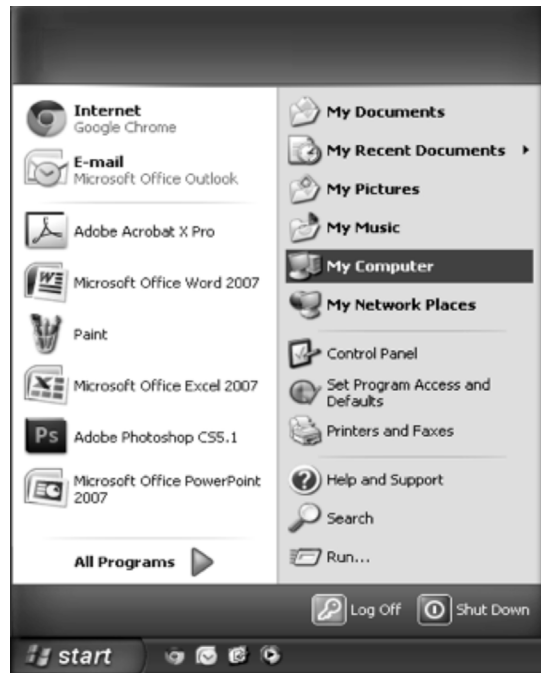 Internet
Google Chrome
E-mail
Microsoft Office Outlook
Adobe Acrobat X Pro
Microsoft Office Word 2007
Paint
Microsoft Office Excel 2007
Ps
Adobe Photoshop CS5.1
Microsoft Office PowerPoint
2007
All Programs
My Documents
My Recent Documents
My Pictures
My Music
My Computer
My Network Places
Control Panel
Set Program Access and
Defaults
Printers and Faxes
Help and Support
Search
Run...
Log Off
Shut Down
start